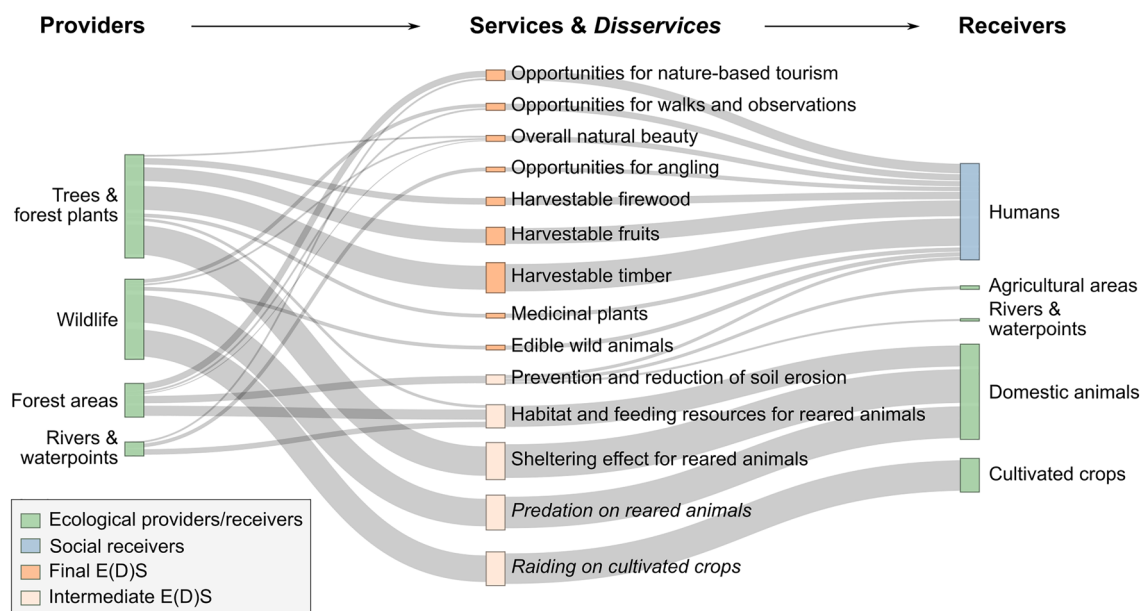 Providers
Services & Disservices
Receivers
Trees &
forest plants
Wildlife
Forest areas
Rivers &
waterpoints
Opportunities for nature-based tourism
Opportunities for walks and observations
Overall natural beauty
Opportunities for angling
Harvestable firewood
Harvestable fruits
Harvestable timber
Medicinal plants
Edible wild animals
Prevention and reduction of soil erosion
Habitat and feeding resources for reared animals
Sheltering effect for reared animals
Predation on reared animals
Raiding on cultivated crops
Humans
Agricultural areas
Rivers &
waterpoints
Domestic animals
Cultivated crops
Ecological providers/receivers
Social receivers
Final E(D)S
Intermediate E(D)S